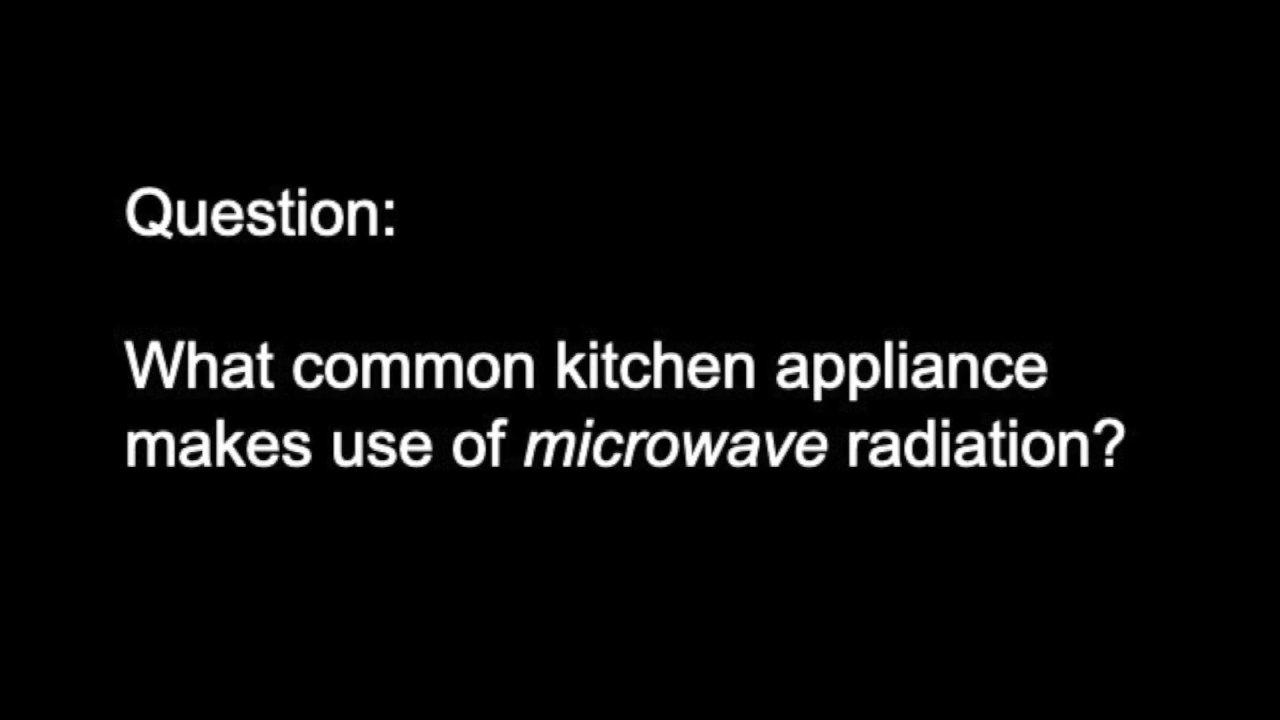 Question:
What common kitchen appliance
makes use of microwave radiation?